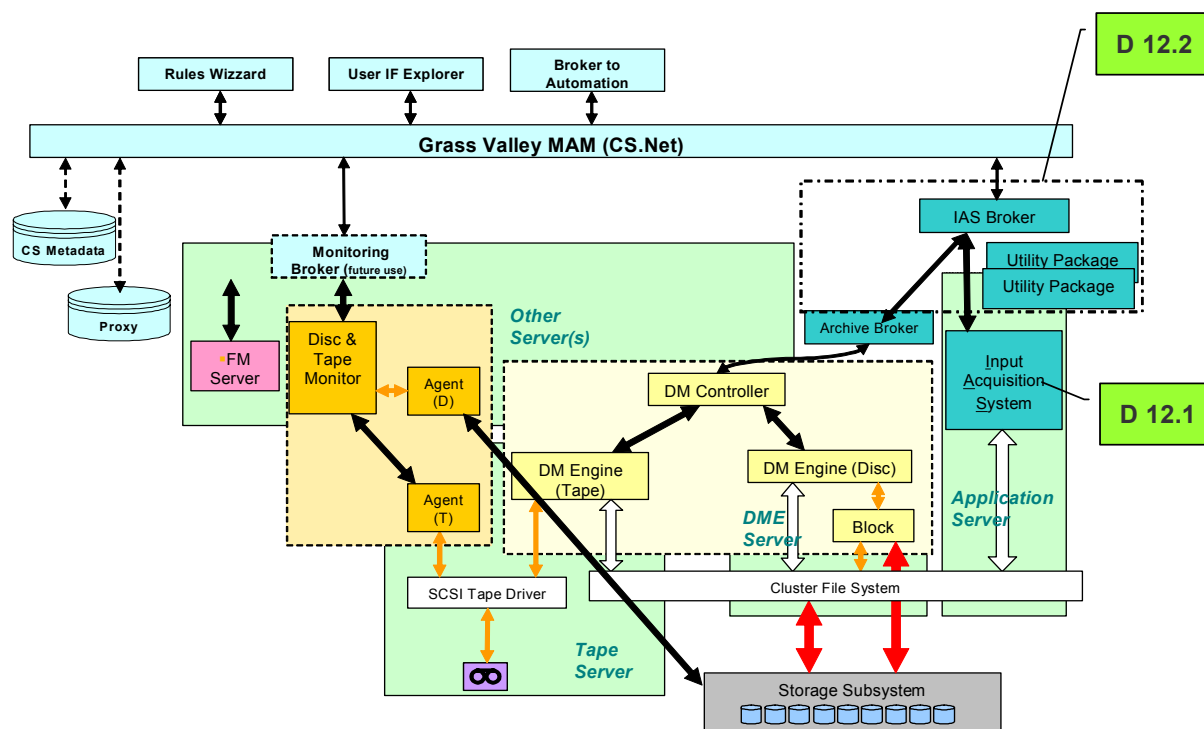 D 12.2
Rules Wizzard
User IF Explorer
Broker to
Automation
Grass Valley MAM (CS.Net)
CS Metadata
Proxy
Monitoring
Broker (future use)
IAS Broker
Utility Package
Utility Package
Other
Server(s)
Archive Broker
FM
Server
Disc &
Tape
Monitor
Agent
(D)
DM Controller
Input
Acquisition
System
D 12.1
DM Engine
(Tape)
DM Engine (Disc)
Agent
(T)
DME
Server
Block
Application
Server
SCSI Tape Driver
Cluster File System
Tape
Server
Storage Subsystem